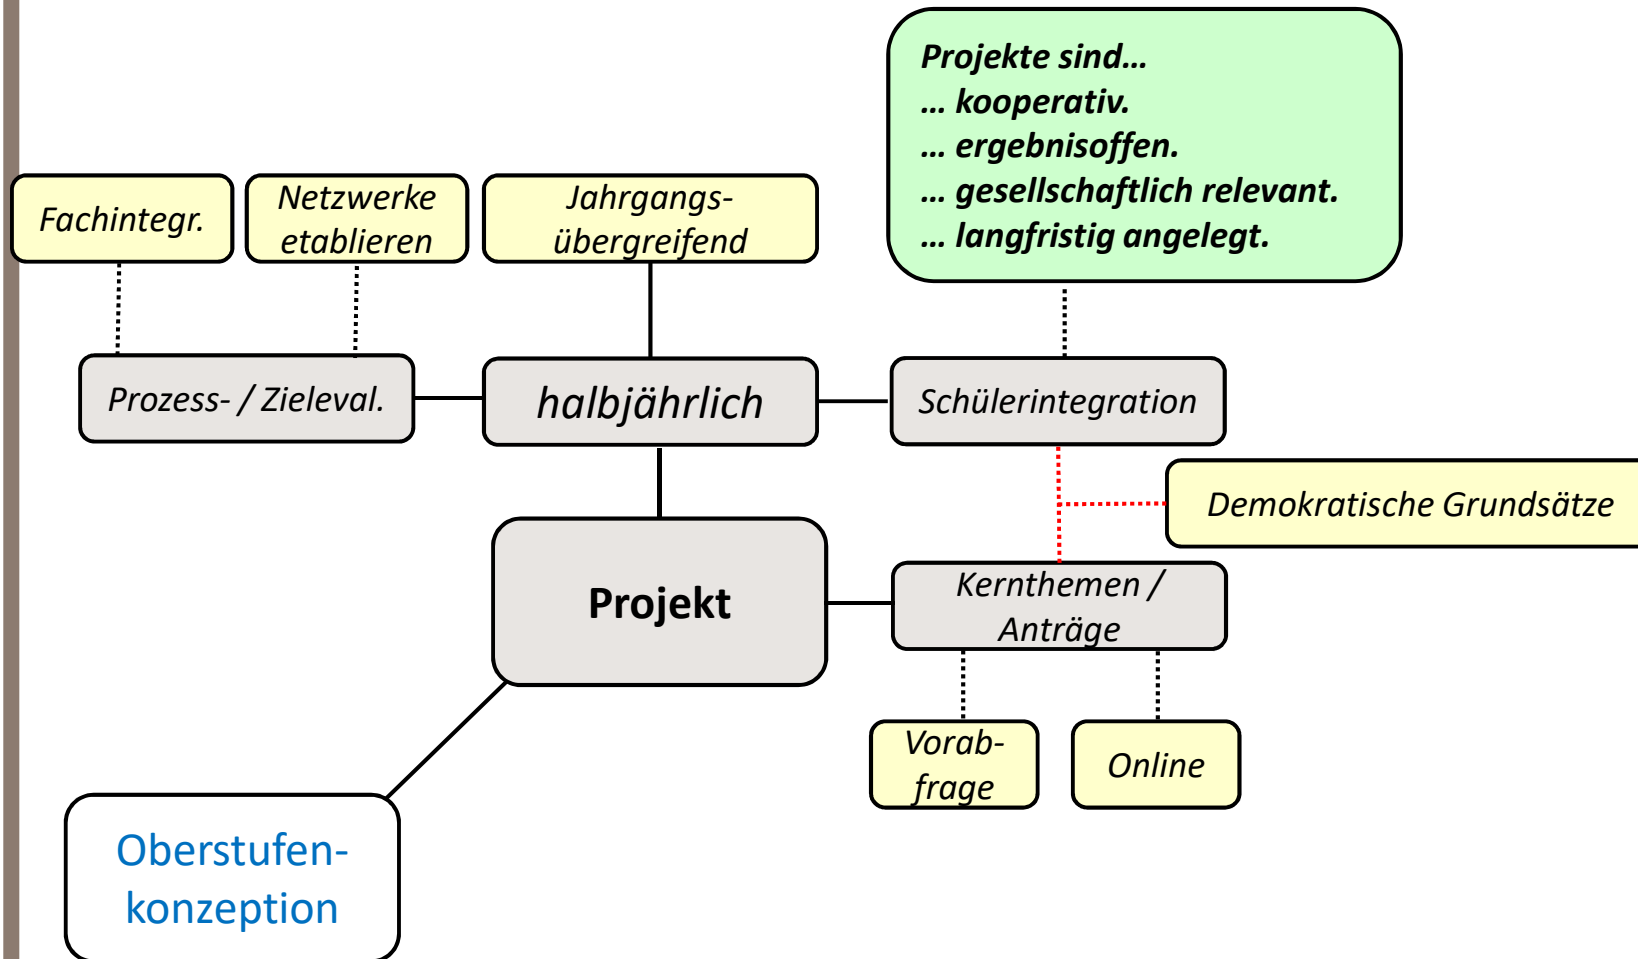 Projekte sind…
… kooperativ.
… ergebnisoffen.
… gesellschaftlich relevant.
… langfristig angelegt.
Fachintegr.
Netzwerke
etablieren
Jahrgangs-
übergreifend
Prozess- / Zieleval.
halbjährlich
Schülerintegration
Demokratische Grundsätze
Projekt
Kernthemen /
Anträge
Vorab-
frage
Online
Oberstufen-
konzeption